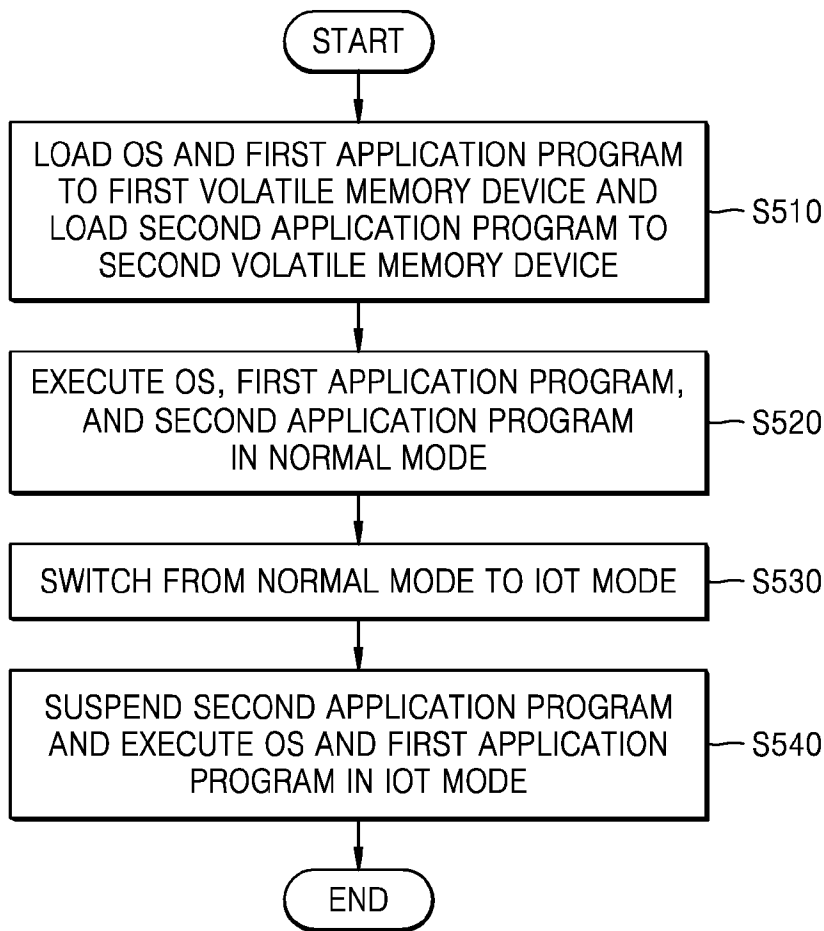 START
LOAD OS AND FIRST APPLICATION PROGRAM
TO FIRST VOLATILE MEMORY DEVICE AND
LOAD SECOND APPLICATION PROGRAM TO
SECOND VOLATILE MEMORY DEVICE
S510
EXECUTE OS, FIRST APPLICATION PROGRAM,
AND SECOND APPLICATION PROGRAM
IN NORMAL MODE
S520
SWITCH FROM NORMAL MODE TO IOT MODE
S530
SUSPEND SECOND APPLICATION PROGRAM
AND EXECUTE OS AND FIRST APPLICATION
PROGRAM IN IOT MODE
S540
END